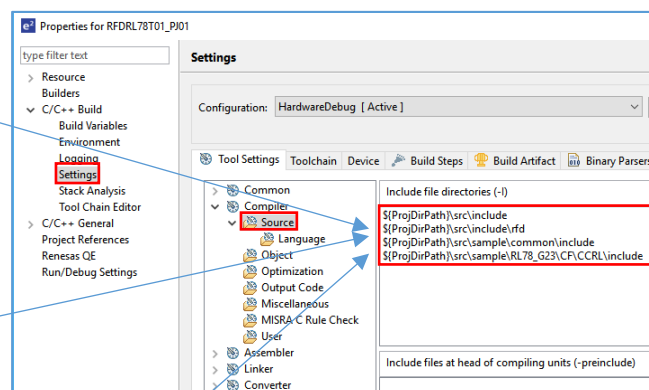 e² Properties for RFDRL78T01_PJ01
type filter text
Settings
Resource
Builders
C/C++ Build
Build Variables
Environment
Logging
Settings
Stack Analysis
Tool Chain Editor
C/C++ General
Project References
Renesas QE
Run/Debug Settings
Configuration: HardwareDebug [ Active ]
Tool Settings Toolchain Device Build Steps Build Artifact Binary Parsers
Common
Compiler
Source
Language
Object
Optimization
Output Code
Miscellaneous
MISRA C Rule Check
User
Assembler
Linker
Converter
Include file directories (-I)
${ProjDirPath}\src\include
${ProjDirPath}\src\include\rfd
${ProjDirPath}\src\sample\common\include
${ProjDirPath}\src\sample\RL78_G23\CF\CCRL\include
Include files at head of compiling units (-preinclude)